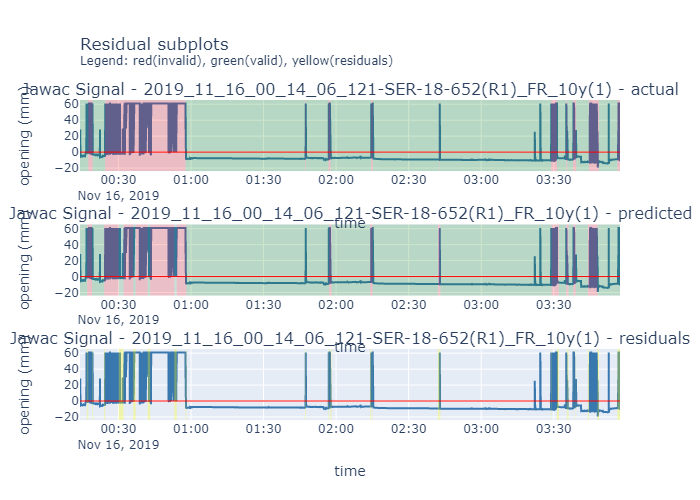 Residual subplots
Legend: red(invalid), green(valid), yellow(residuals)
Jawac Signal - 2019_11_16_00_14_06_121-SER-18-652(R1)_FR_10y(1) - actual
opening (mm)
60
40
20
0
−20
00:30 01:00 01:30 02:00 02:30 03:00 03:30
Nov 16, 2019
time
Jawac Signal - 2019_11_16_00_14_06_121-SER-18-652(R1)_FR_10y(1) - predicted
opening (mm)
60
40
20
0
−20
00:30 01:00 01:30 02:00 02:30 03:00 03:30
Nov 16, 2019
time
Jawac Signal - 2019_11_16_00_14_06_121-SER-18-652(R1)_FR_10y(1) - residuals
opening (mm)
60
40
20
0
−20
00:30 01:00 01:30 02:00 02:30 03:00 03:30
Nov 16, 2019
time